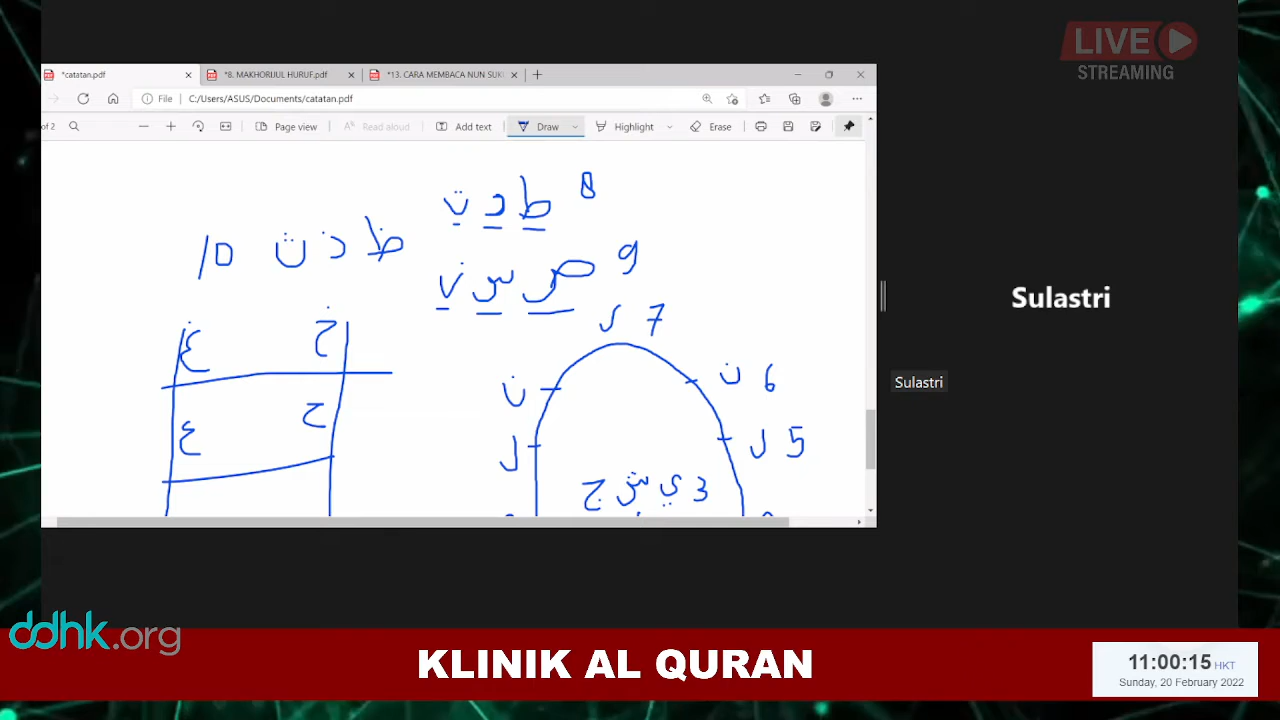 LIVE
STREAMING
*catatan.pdf
*8. MAKHORIJUL HURUF.pdf
*13. CARA MEMBACA NUN SUK
File C:/Users/ASUS/Documents/catatan.pdf
of 2
Page view
Read aloud
Add text
Draw
Highlight
Erase
8 ط د ت
10 ظ ذ ث
9 ص س ز
7 ر
خ غ
6 ن
ن
ح ع
5 ل
ل
3 ي ش ج
Sulastri
Sulastri
ddhk.org
KLINIK AL QURAN
11:00:15 HKT
Sunday, 20 February 2022